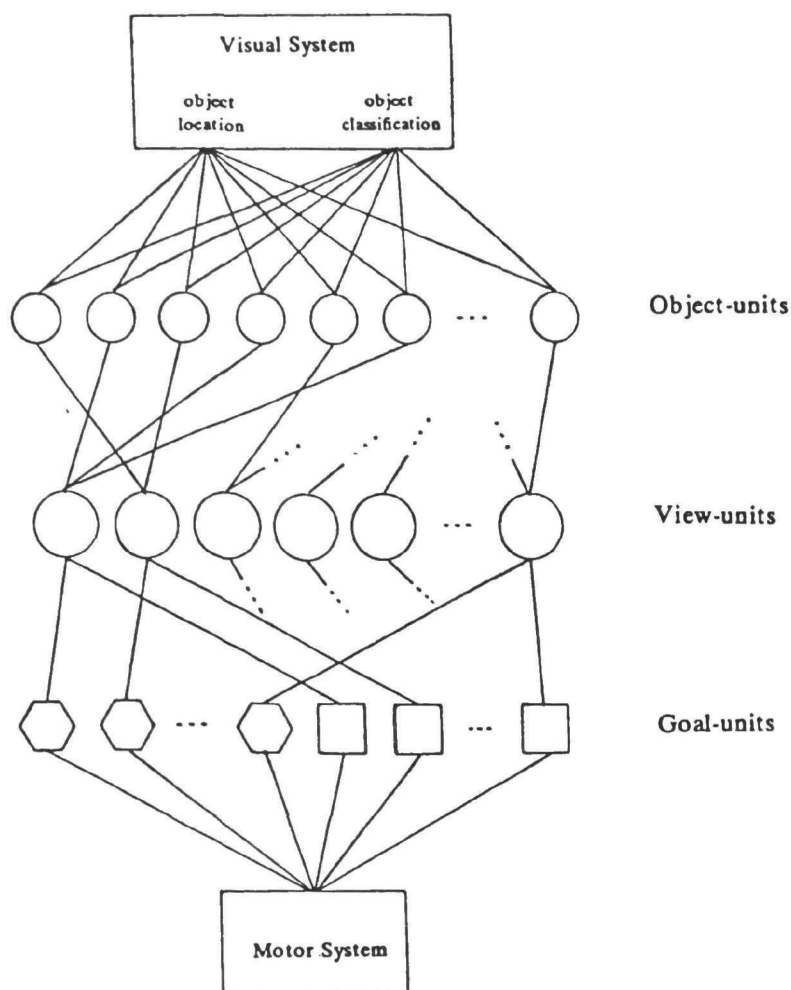 Visual System
object
location
object
classification
Object-units
View-units
Goal-units
Motor System